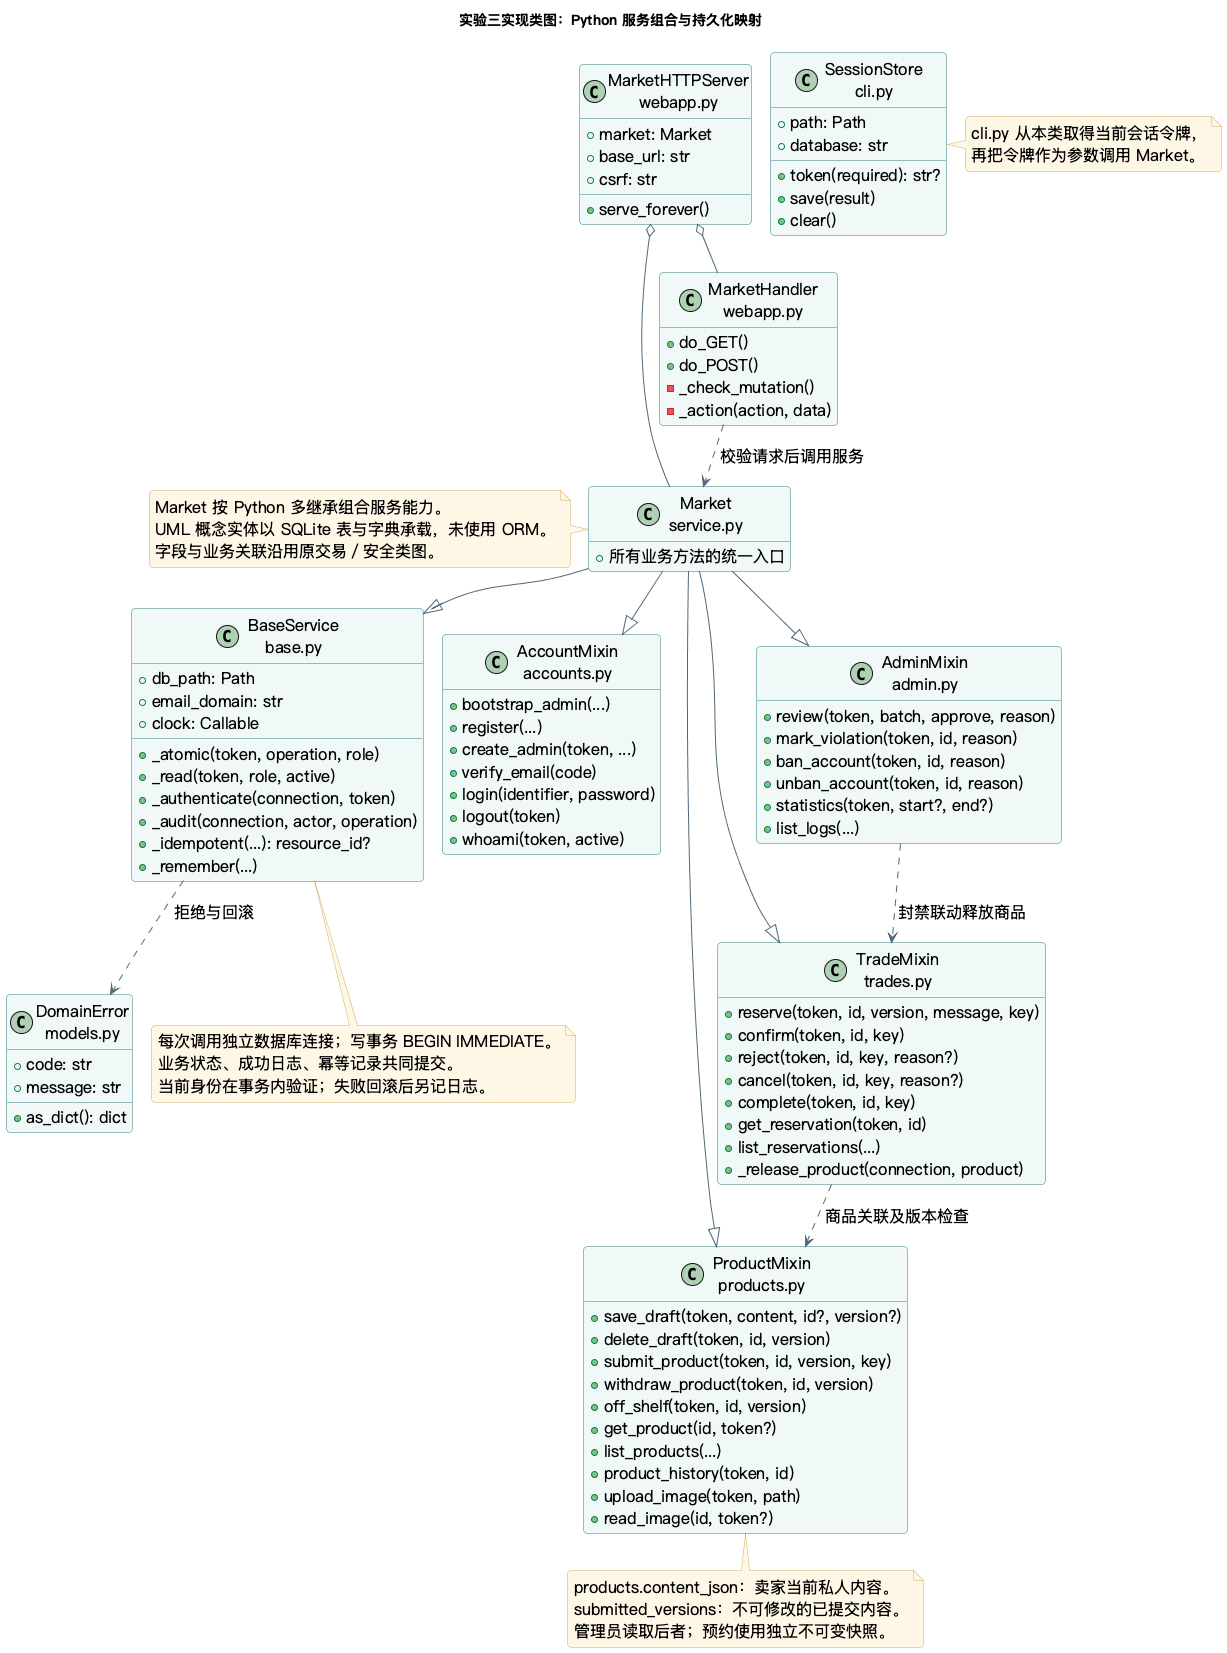 实验三实现类图：Python 服务组合与持久化映射
C
MarketHTTPServer
webapp.py
market: Market
base_url: str
csrf: str
serve_forever()
C
SessionStore
cli.py
path: Path
database: str
token(required): str?
save(result)
clear()
cli.py 从本类取得当前会话令牌，
再把令牌作为参数调用 Market。
C
MarketHandler
webapp.py
do_GET()
do_POST()
_check_mutation()
_action(action, data)
校验请求后调用服务
Market 按 Python 多继承组合服务能力。
UML 概念实体以 SQLite 表与字典承载，未使用 ORM。
字段与业务关联沿用原交易 / 安全类图。
C
Market
service.py
所有业务方法的统一入口
C
BaseService
base.py
db_path: Path
email_domain: str
clock: Callable
_atomic(token, operation, role)
_read(token, role, active)
_authenticate(connection, token)
_audit(connection, actor, operation)
_idempotent(...): resource_id?
_remember(...)
C
AccountMixin
accounts.py
bootstrap_admin(...)
register(...)
create_admin(token, ...)
verify_email(code)
login(identifier, password)
logout(token)
whoami(token, active)
C
AdminMixin
admin.py
review(token, batch, approve, reason)
mark_violation(token, id, reason)
ban_account(token, id, reason)
unban_account(token, id, reason)
statistics(token, start?, end?)
list_logs(...)
拒绝与回滚
封禁联动释放商品
C
DomainError
models.py
code: str
message: str
as_dict(): dict
每次调用独立数据库连接；写事务 BEGIN IMMEDIATE。
业务状态、成功日志、幂等记录共同提交。
当前身份在事务内验证；失败回滚后另记日志。
C
TradeMixin
trades.py
reserve(token, id, version, message, key)
confirm(token, id, key)
reject(token, id, key, reason?)
cancel(token, id, key, reason?)
complete(token, id, key)
get_reservation(token, id)
list_reservations(...)
_release_product(connection, product)
商品关联及版本检查
C
ProductMixin
products.py
save_draft(token, content, id?, version?)
delete_draft(token, id, version)
submit_product(token, id, version, key)
withdraw_product(token, id, version)
off_shelf(token, id, version)
get_product(id, token?)
list_products(...)
product_history(token, id)
upload_image(token, path)
read_image(id, token?)
products.content_json：卖家当前私人内容。
submitted_versions：不可修改的已提交内容。
管理员读取后者；预约使用独立不可变快照。